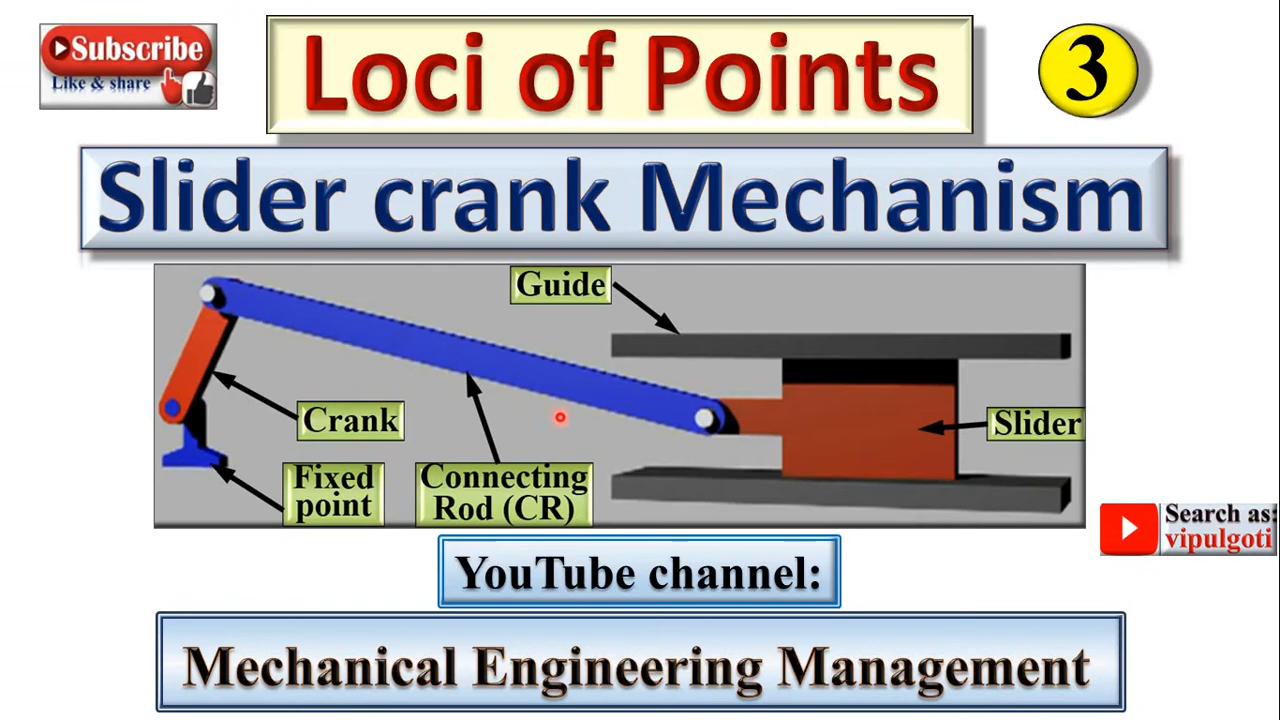 Subscribe
Like & share
Loci of Points
3
Slider crank Mechanism
Guide
Crank
Slider
Fixed
point
Connecting
Rod (CR)
Search as:
vipulgoti
YouTube channel:
Mechanical Engineering Management